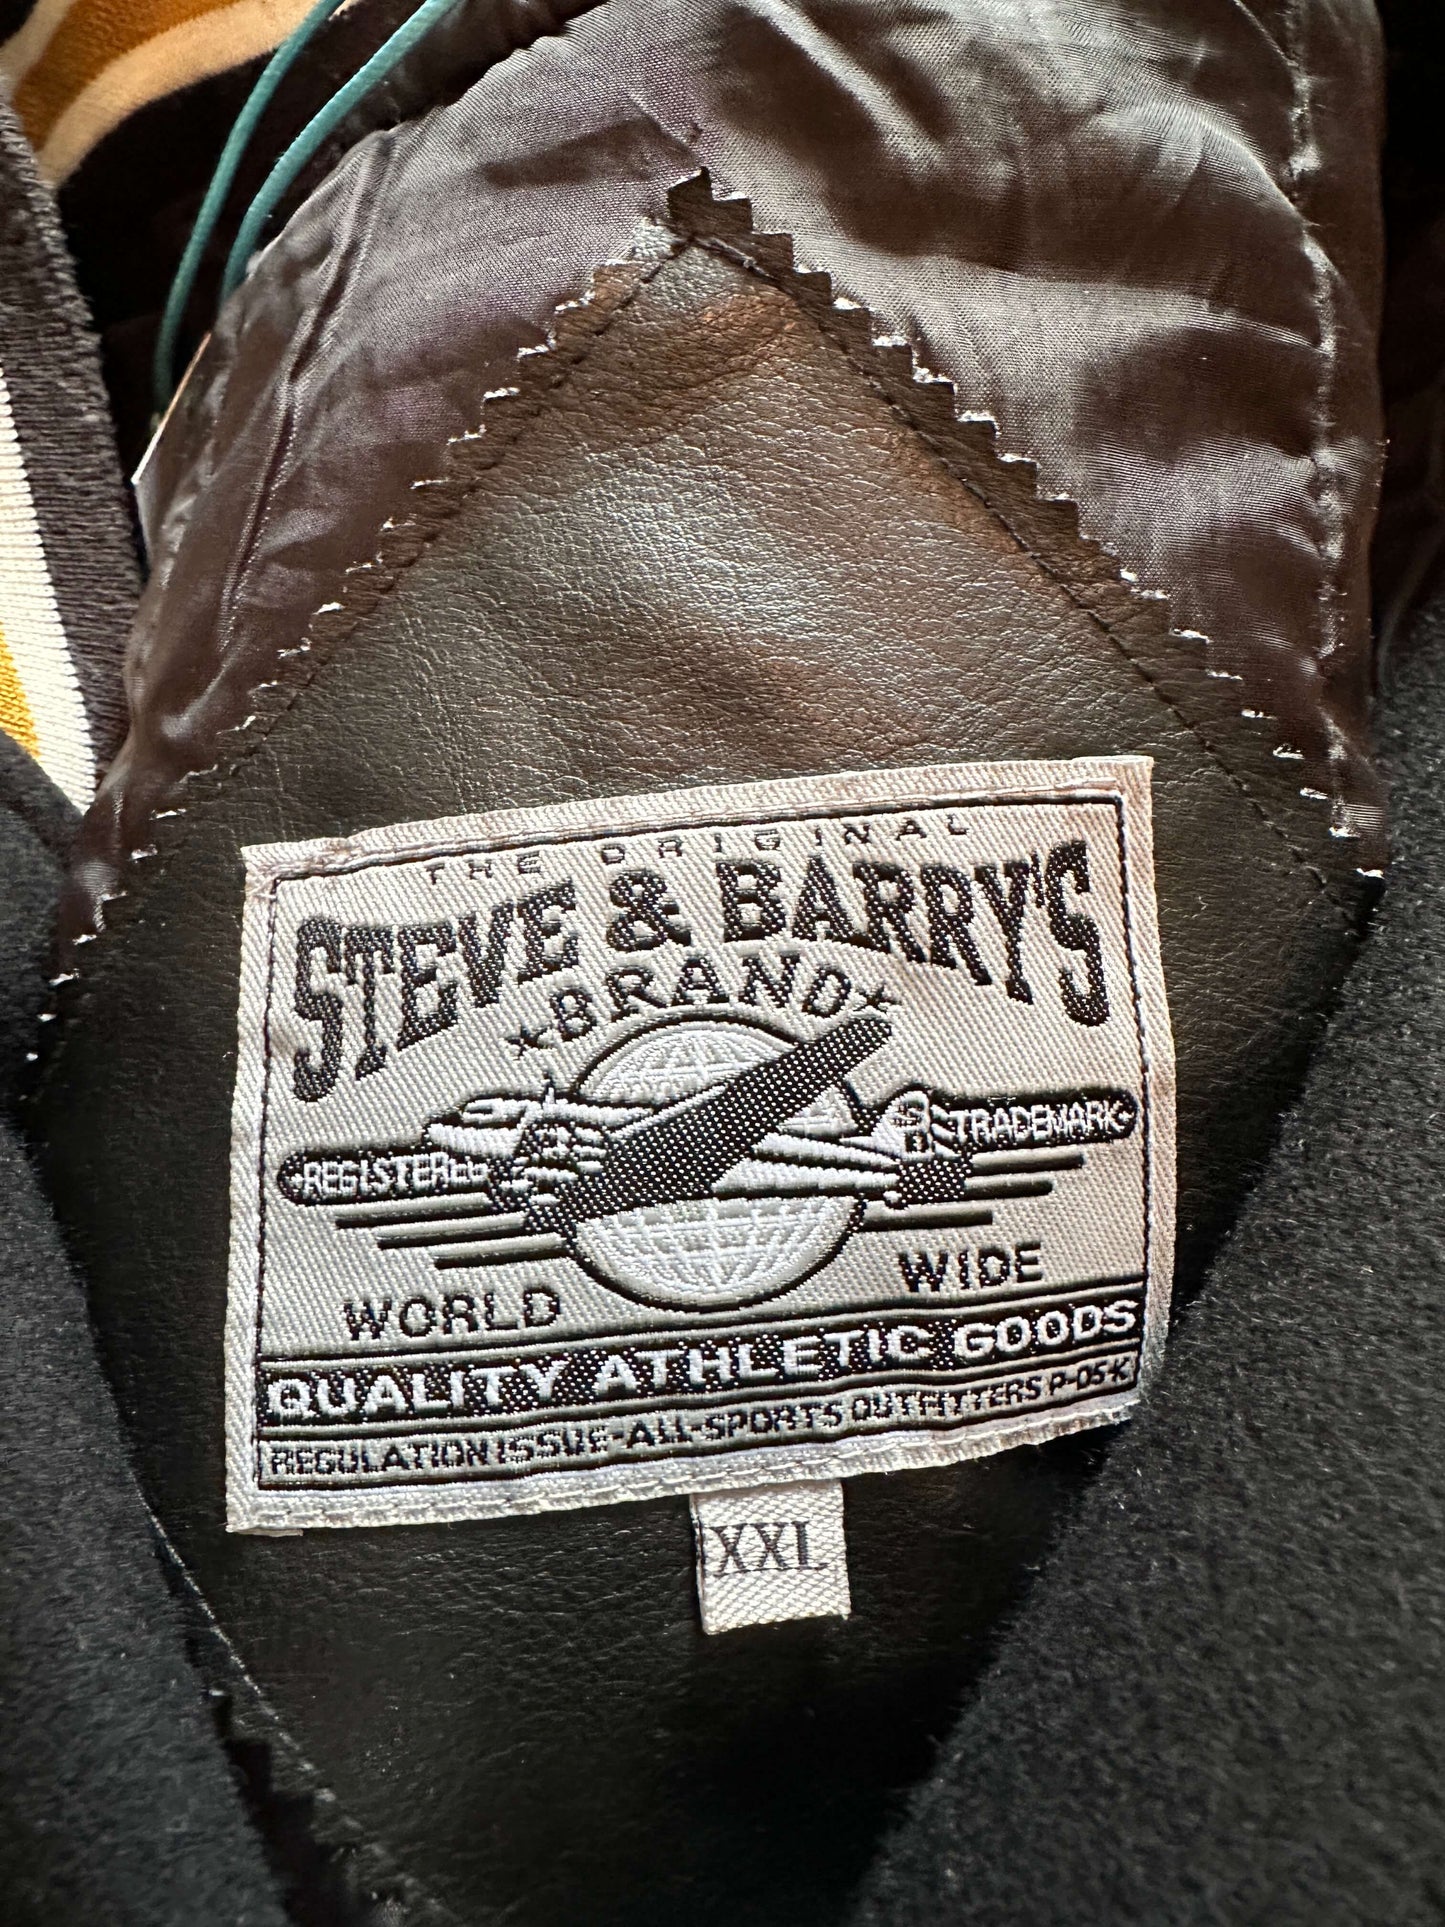 THE ORIGINAL
STEVE & BARRY'S
BRAND
REGISTERED TRADEMARK
WORLD WIDE
QUALITY ATHLETIC GOODS
REGULATION ISSUE-ALL-SPORTS OUTFITTERS P-05-K
XXL